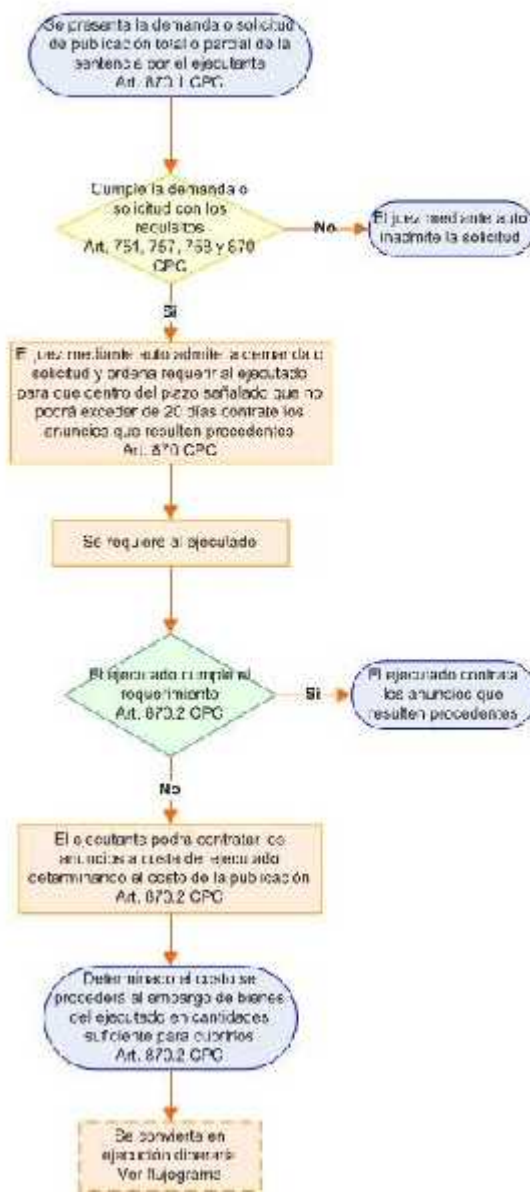 Se presenta la demanda o solicitud
de publicación total o parcial de la
sentencia por el ejecutante
Art. 870.1 CPC
Cumple la demanda o
solicitud con los
requisitos
Art. 764, 767, 768 y 870
CPC
No
El juez mediante auto
inadmite la solicitud
Si
El juez mediante auto admite la demanda o
solicitud y ordena requerir al ejecutado
para que dentro del plazo señalado que no
podrá exceder de 20 días contrate los
anuncios que resulten procedentes
Art. 870 CPC
Se requiere al ejecutado
El ejecutado cumple el
requerimiento
Art. 870.2 CPC
Si
El ejecutado contrata
los anuncios que
resulten procedentes
No
El ejecutante podra contratar los
anuncios a costa del ejecutado
determinando el costo de la publicación
Art. 870.2 CPC
Determinado el costo se
procederá al embargo de bienes
del ejecutado en cantidades
suficiente para cubrirlos
Art. 870.2 CPC
Se convierte en
ejecución dineraria
Ver flujograma